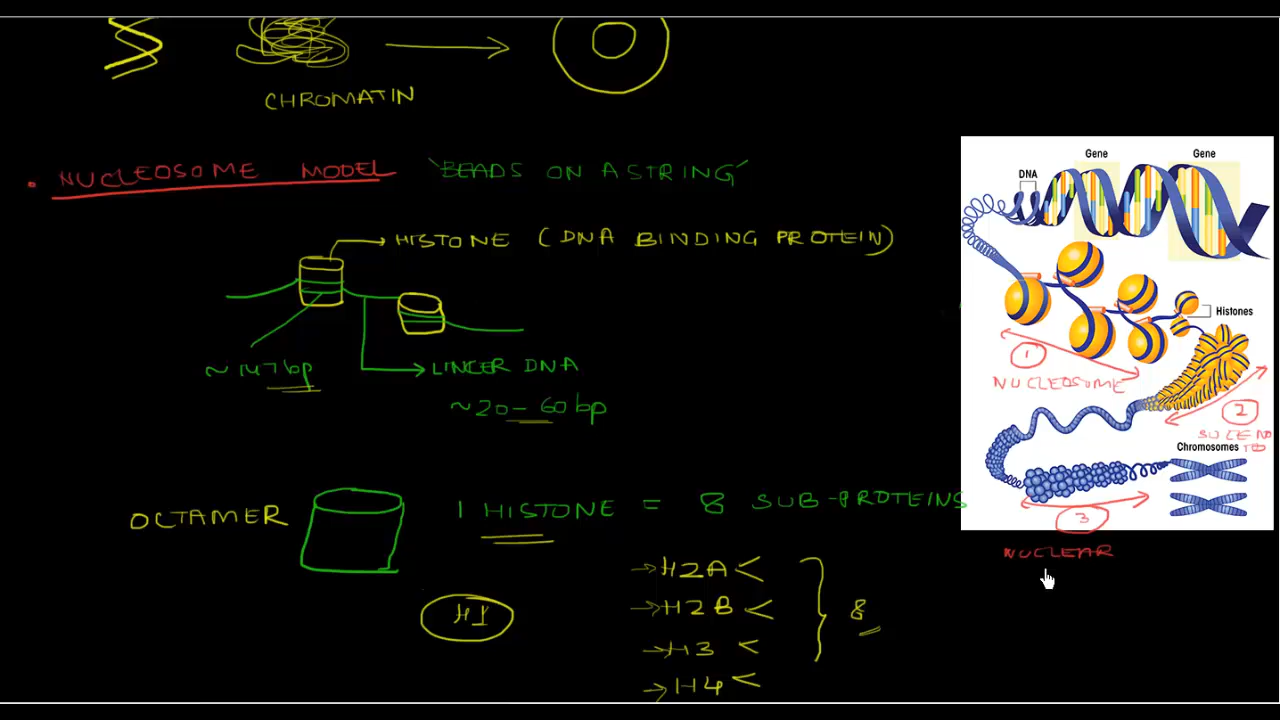 CHROMATIN
. NUCLEOSOME MODEL 'BEADS ON A STRING'
HISTONE (DNA BINDING PROTEIN)
~147bp
LINCER DNA
~20-60bp
OCTAMER
1 HISTONE = 8 SUB-PROTEINS
H2A
H2B
H3
H4
8
H1
Gene Gene
DNA
Histones
1
NUCLEOSOME
2
Chromosomes
3
NUCLEAR